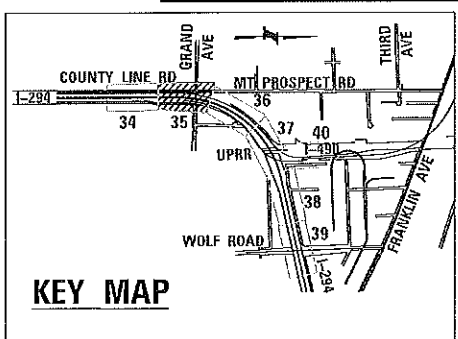 GRAND
AVE
N
THIRD
AVE
COUNTY LINE RD
MT PROSPECT RD
I-294
34
35
36
37
40
I-490
UPRR
38
39
WOLF ROAD
FRANKLIN AVE
I-294
KEY MAP